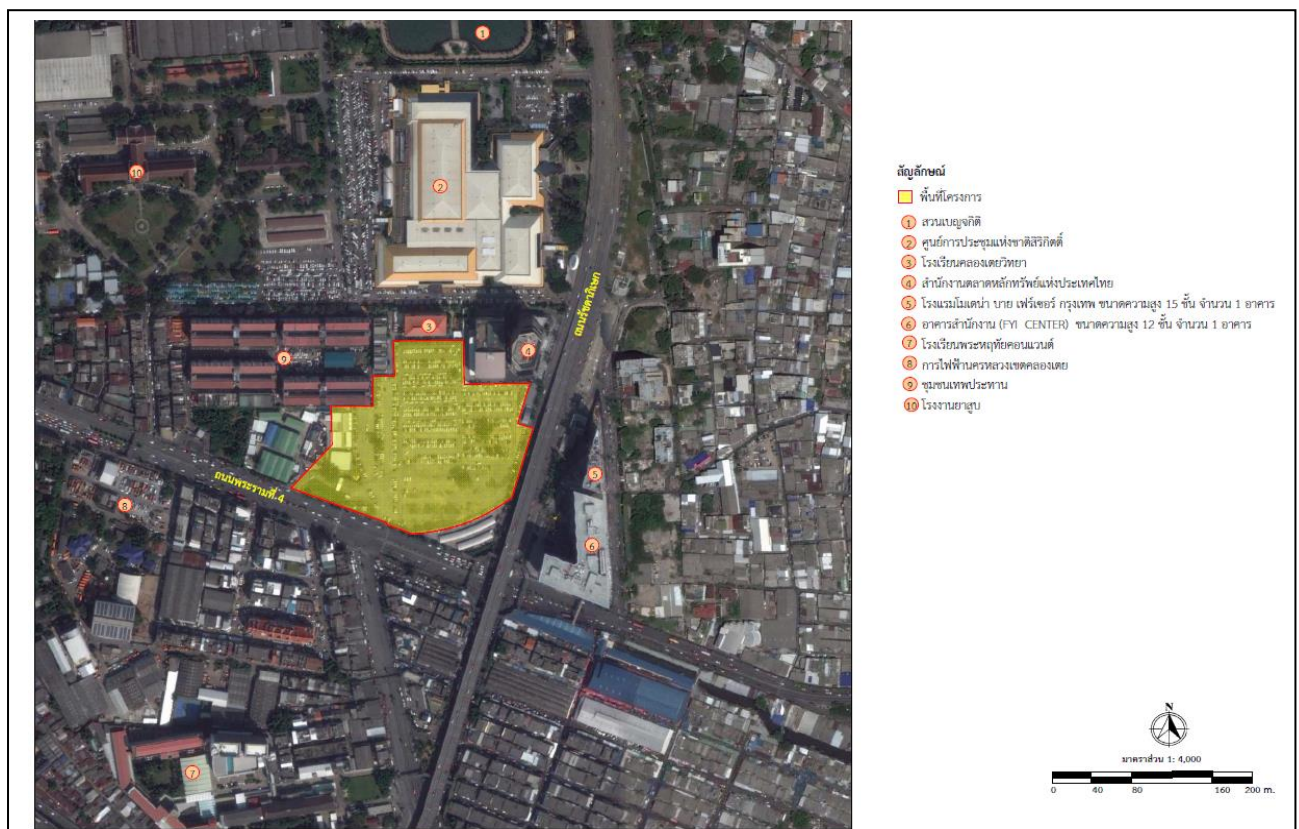 1
2
10
ถนนรัชดาภิเษก
3
4
9
5
ถนนพระรามที่ 4
8
6
7
สัญลักษณ์
พื้นที่โครงการ
1 สวนเบญจกิติ
2 ศูนย์การประชุมแห่งชาติสิริกิตติ์
3 โรงเรียนคลองเตยวิทยา
4 สำนักงานตลาดหลักทรัพย์แห่งประเทศไทย
5 โรงแรมโมเดน่า บาย เฟร์เซอร์ กรุงเทพ ขนาดความสูง 15 ชั้น จำนวน 1 อาคาร
6 อาคารสำนักงาน (FYI CENTER) ขนาดความสูง 12 ชั้น จำนวน 1 อาคาร
7 โรงเรียนพระหฤทัยคอนแวนต์
8 การไฟฟ้านครหลวงเขตคลองเตย
9 ชุมชนเทพประทาน
10 โรงงานยาสูบ
N
มาตราส่วน 1: 4,000
0 40 80 160 200 m.